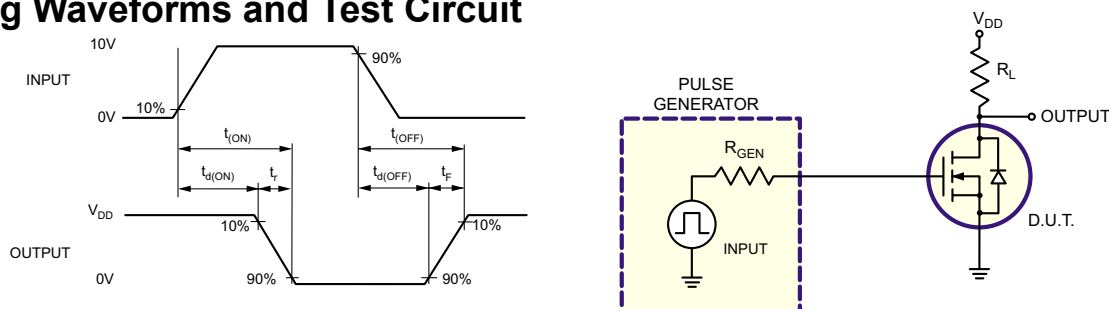 g Waveforms and Test Circuit
10V
INPUT
90%
10%
0V
t(ON)
t(OFF)
td(ON)
tr
td(OFF)
tF
VDD
10%
10%
OUTPUT
0V
90%
90%
VDD
RL
PULSE
GENERATOR
OUTPUT
RGEN
INPUT
D.U.T.